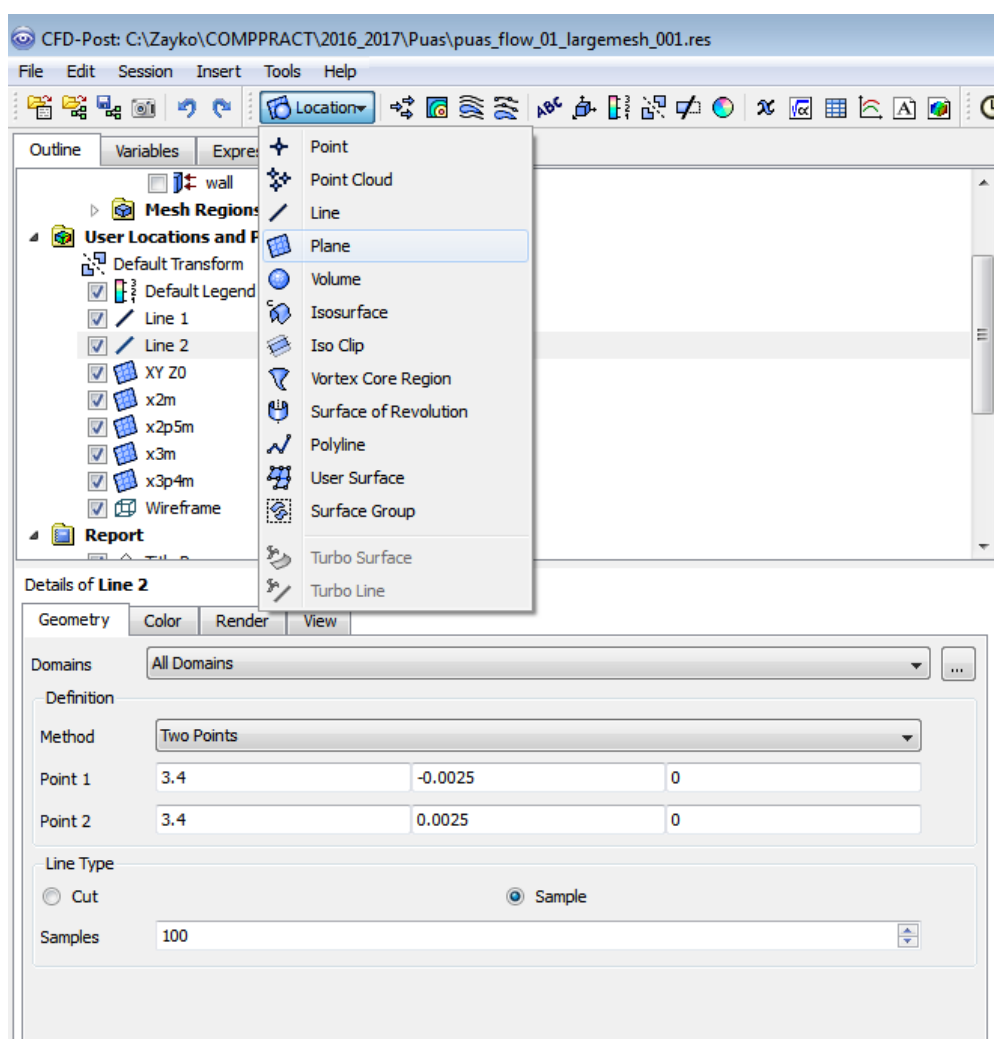 CFD-Post: C:\Zayko\COMPPRACT\2016_2017\Puas\puas_flow_01_largemesh_001.res
File Edit Session Insert Tools Help
Location
Outline Variables Expre
wall
Mesh Regions
User Locations and P
Default Transform
Default Legend
Line 1
Line 2
XY Z0
x2m
x2p5m
x3m
x3p4m
Wireframe
Report
Point
Point Cloud
Line
Plane
Volume
Isosurface
Iso Clip
Vortex Core Region
Surface of Revolution
Polyline
User Surface
Surface Group
Turbo Surface
Turbo Line
Details of Line 2
Geometry Color Render View
Domains All Domains ...
Definition
Method Two Points
Point 1 3.4 -0.0025 0
Point 2 3.4 0.0025 0
Line Type
Cut Sample
Samples 100